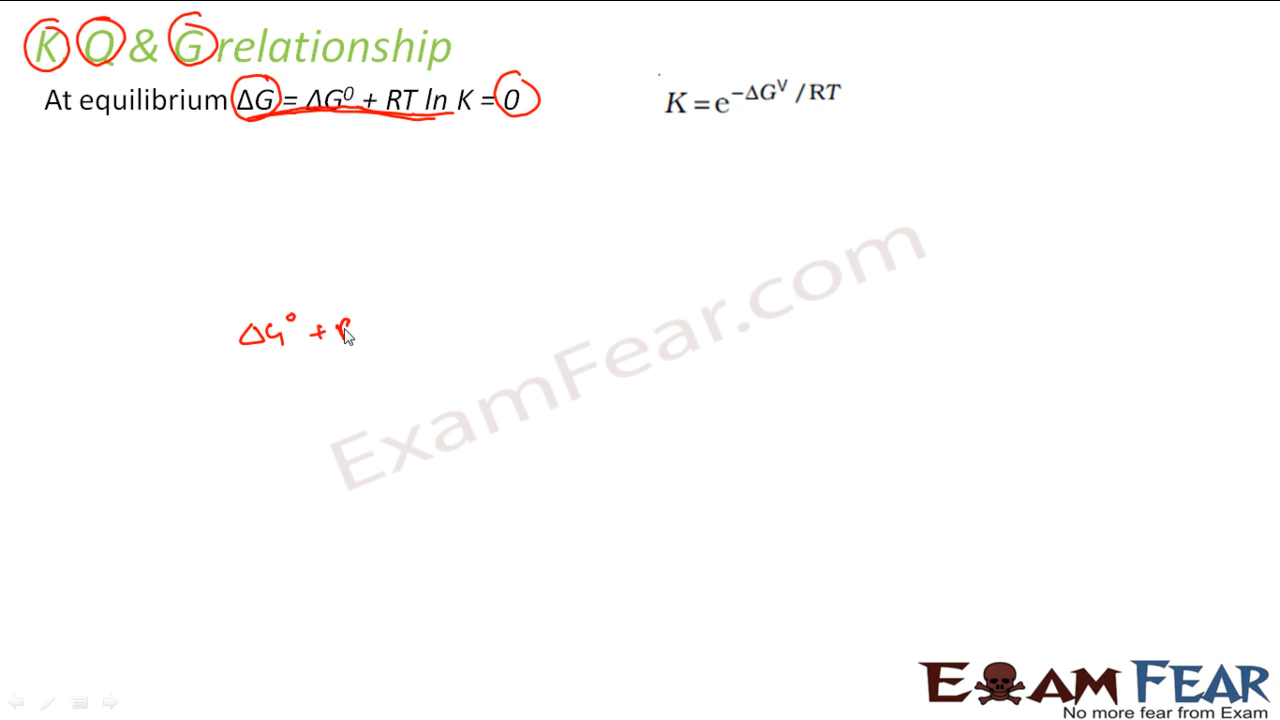 K, Q & G relationship
At equilibrium ΔG = ΔG⁰ + RT ln K = 0
K = e^–ΔG^V / RT
ExamFear.com
ΔG° + R
EXAM FEAR
No more fear from Exam